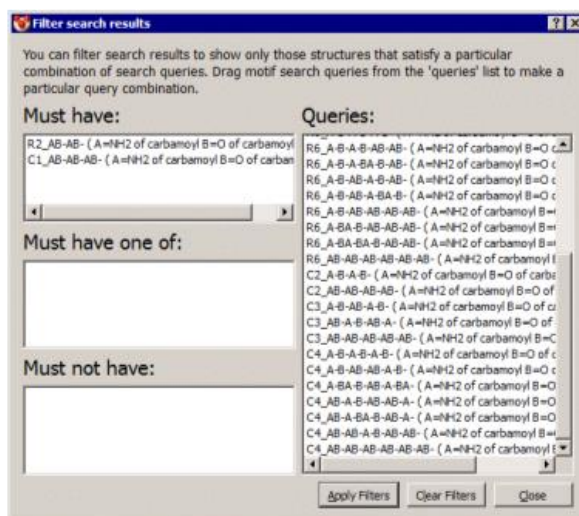 Filter search results
You can filter search results to show only those structures that satisfy a particular
combination of search queries. Drag motif search queries from the 'queries' list to make a
particular query combination.
Must have:
R2_AB-AB- ( A=NH2 of carbamoyl B=O of carbamoyl
C1_AB-AB-AB- ( A=NH2 of carbamoyl B=O of carbam
Must have one of:
Must not have:
Queries:
R6_A-B-A-B-AB-AB- ( A=NH2 of carbamoyl B=O c
R6_A-B-A-BA-B-AB- ( A=NH2 of carbamoyl B=O c
R6_A-B-AB-A-B-AB- ( A=NH2 of carbamoyl B=O c
R6_A-B-AB-A-BA-B- ( A=NH2 of carbamoyl B=O c
R6_A-B-AB-AB-AB-AB- ( A=NH2 of carbamoyl B=
R6_A-BA-B-AB-AB-AB- ( A=NH2 of carbamoyl B=
R6_A-BA-BA-B-AB-AB- ( A=NH2 of carbamoyl B=
R6_AB-AB-AB-AB-AB-AB- ( A=NH2 of carbamoyl
C2_A-B-A-B- ( A=NH2 of carbamoyl B=O of carba
C2_AB-AB-AB-AB- ( A=NH2 of carbamoyl B=O of
C3_A-B-AB-A-B- ( A=NH2 of carbamoyl B=O of ca
C3_AB-A-B-AB-A- ( A=NH2 of carbamoyl B=O of
C3_AB-AB-AB-AB-AB- ( A=NH2 of carbamoyl B=O
C4_A-B-A-B-A-B- ( A=NH2 of carbamoyl B=O of c
C4_A-B-AB-AB-A-B- ( A=NH2 of carbamoyl B=O c
C4_A-BA-B-AB-A-BA- ( A=NH2 of carbamoyl B=O
C4_AB-A-B-AB-AB-A- ( A=NH2 of carbamoyl B=O
C4_AB-A-BA-B-AB-A- ( A=NH2 of carbamoyl B=O
C4_AB-AB-A-B-AB-AB- ( A=NH2 of carbamoyl B=
C4_AB-AB-AB-AB-AB-AB- ( A=NH2 of carbamoyl
Apply Filters
Clear Filters
Close